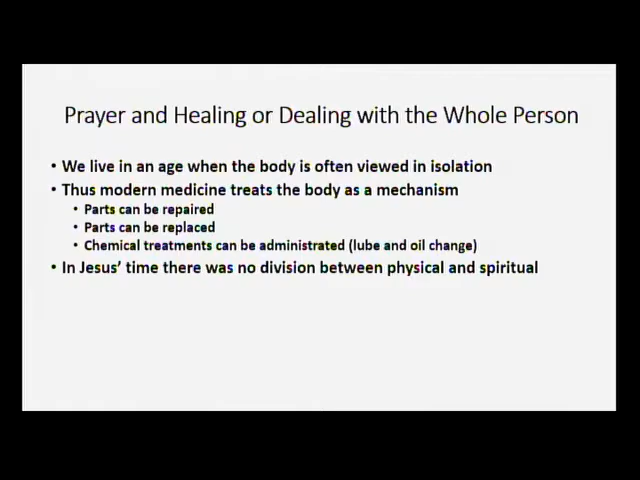 Prayer and Healing or Dealing with the Whole Person
• We live in an age when the body is often viewed in isolation
• Thus modern medicine treats the body as a mechanism
• Parts can be repaired
• Parts can be replaced
• Chemical treatments can be administrated (lube and oil change)
• In Jesus’ time there was no division between physical and spiritual